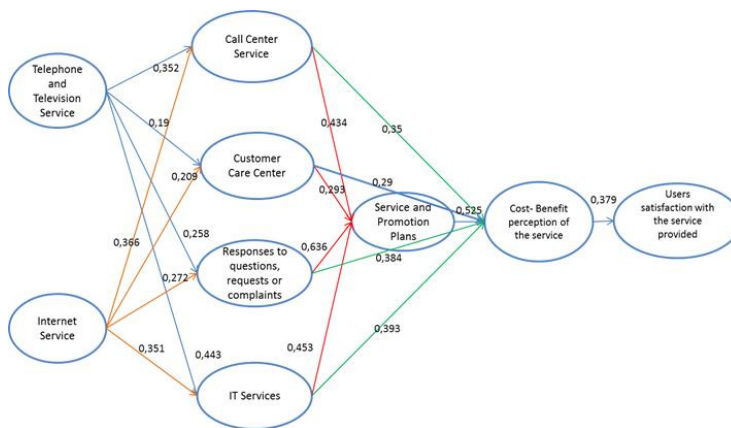 Call Center
Service
Telephone
and
Television
Service
0,352
0,434
0,35
0,19
Customer
Care Center
0,209
0,29
0,293
Service and
Promotion
Plans
0,525
Cost- Benefit
perception of
the service
0,379
Users
satisfaction with
the service
provided
0,258
0,366
Responses to
questions,
requests or
complaints
0,636
0,384
0,272
Internet
Service
0,351
0,443
0,453
0,393
IT Services